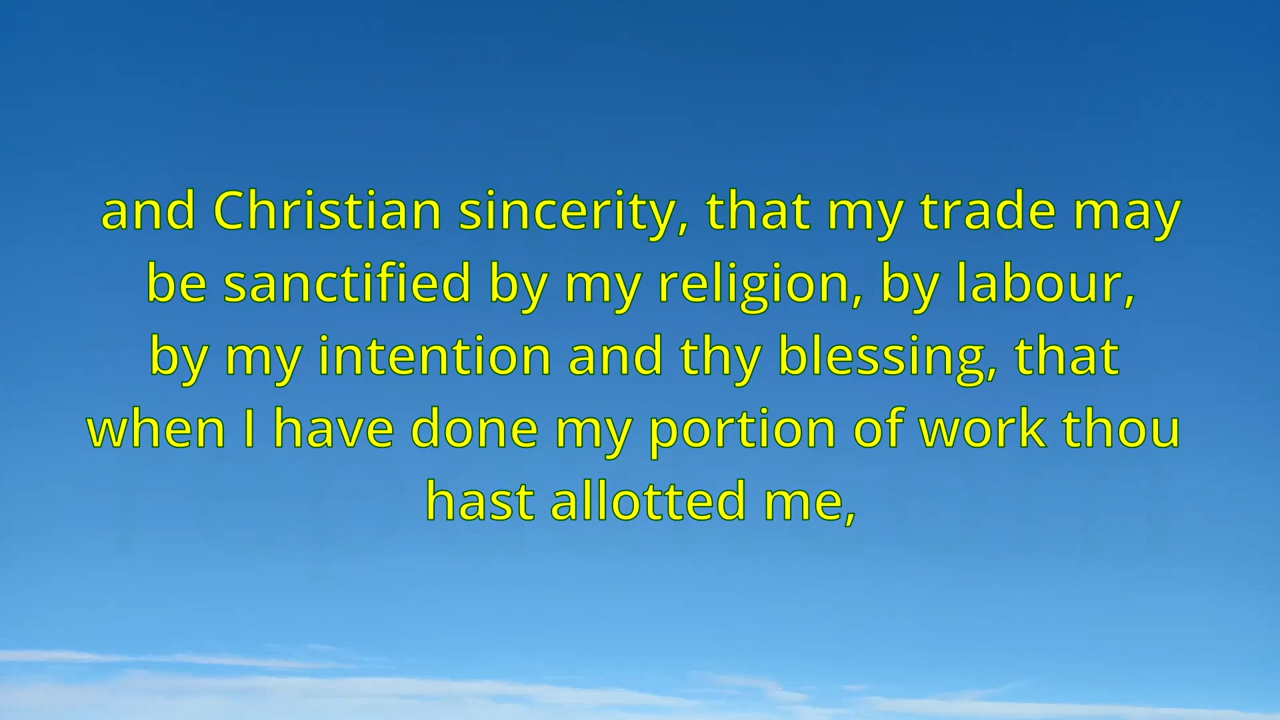 and Christian sincerity, that my trade may
be sanctified by my religion, by labour,
by my intention and thy blessing, that
when I have done my portion of work thou
hast allotted me,